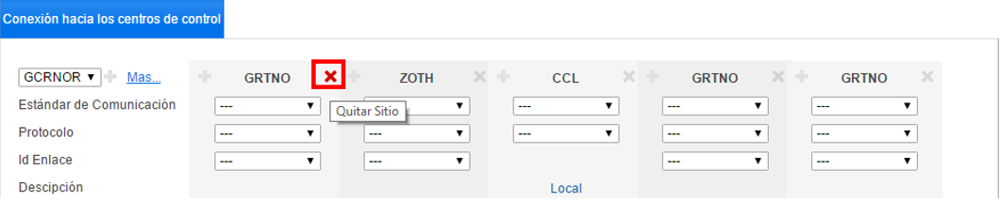 Conexión hacia los centros de control
GCRNOR Mas... GRTNO ZOTH CCL GRTNO GRTNO
Estándar de Comunicación --- --- --- --- ---
Quitar Sitio
Protocolo --- --- --- --- ---
Id Enlace --- --- --- ---
Descipción Local